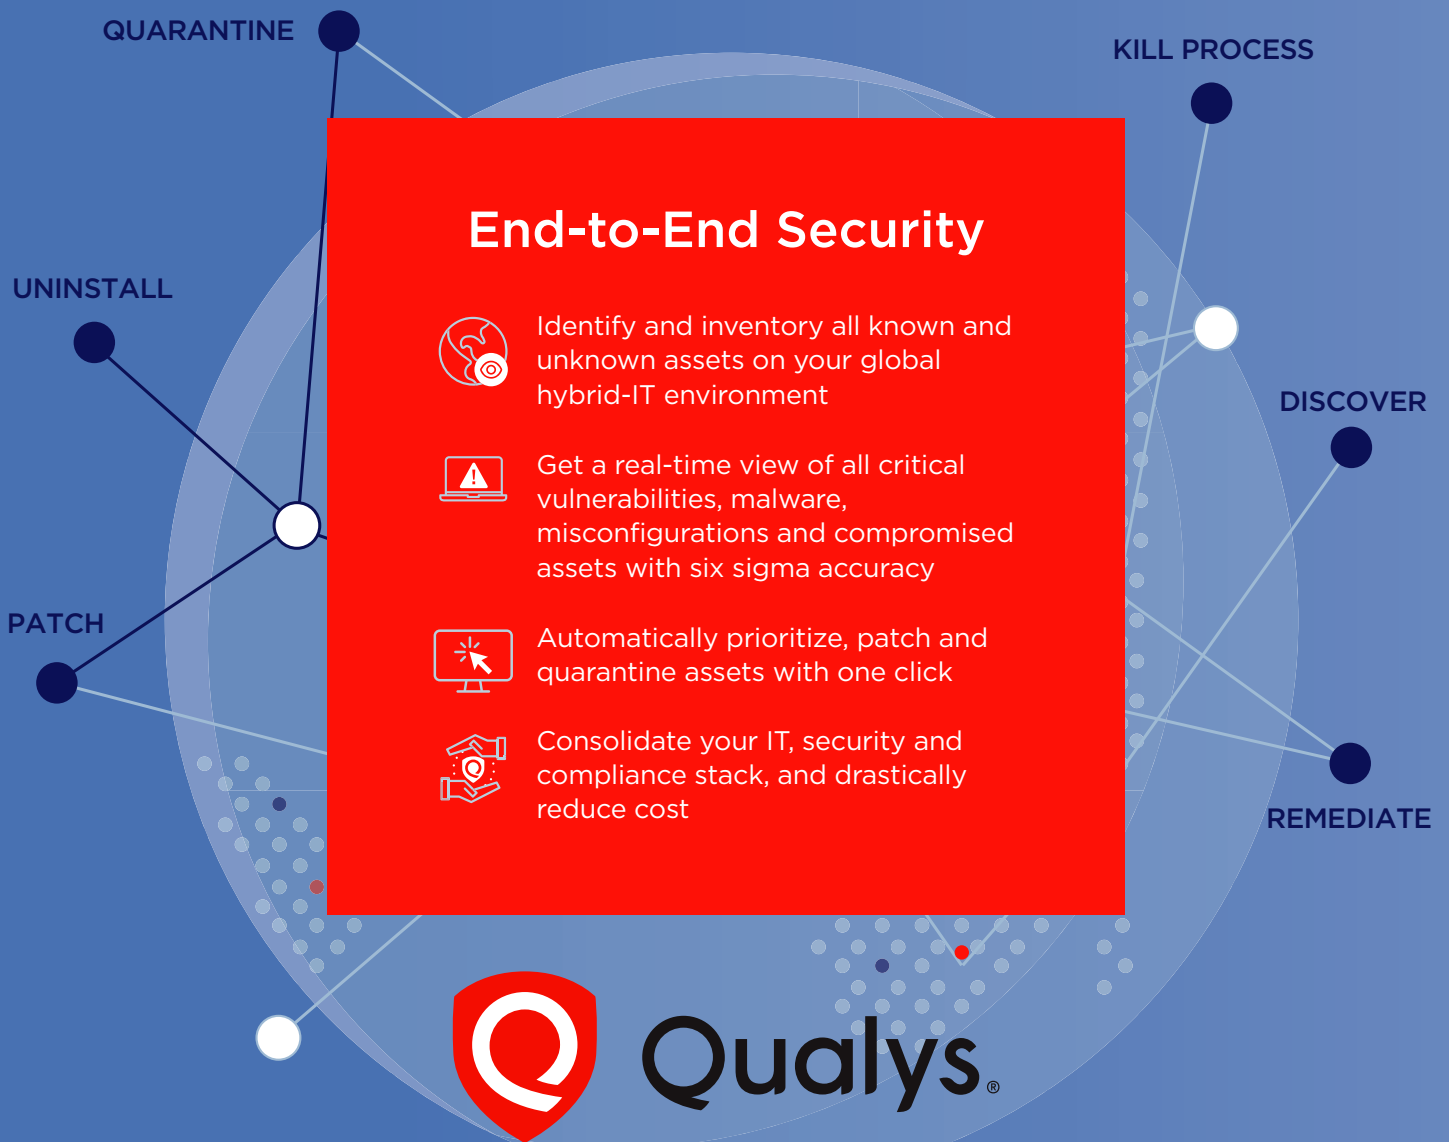 QUARANTINE
KILL PROCESS
End-to-End Security
UNINSTALL
Identify and inventory all known and
unknown assets on your global
hybrid-IT environment
DISCOVER
Get a real-time view of all critical
vulnerabilities, malware,
misconfigurations and compromised
assets with six sigma accuracy
PATCH
Automatically prioritize, patch and
quarantine assets with one click
Consolidate your IT, security and
compliance stack, and drastically
reduce cost
REMEDIATE
Qualys®